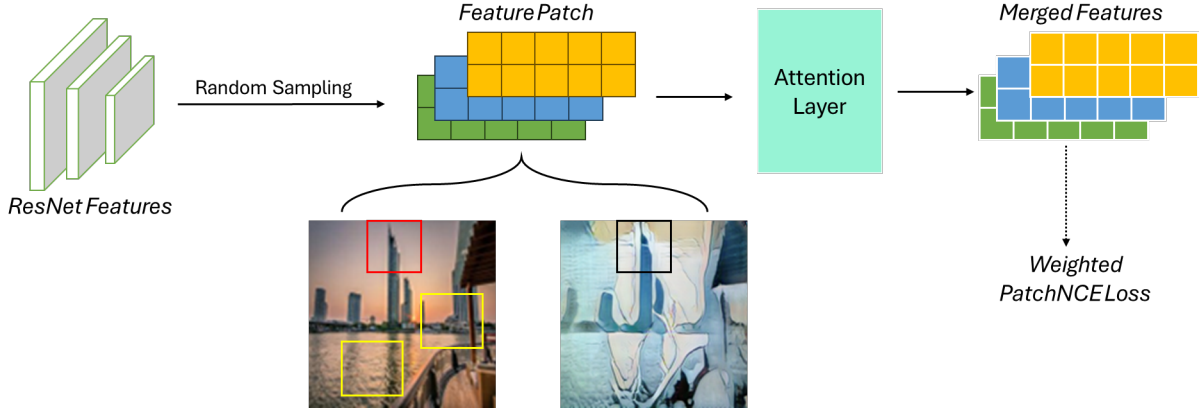 Feature Patch
Merged Features
Random Sampling
Attention
Layer
ResNet Features
Weighted
PatchNCE Loss